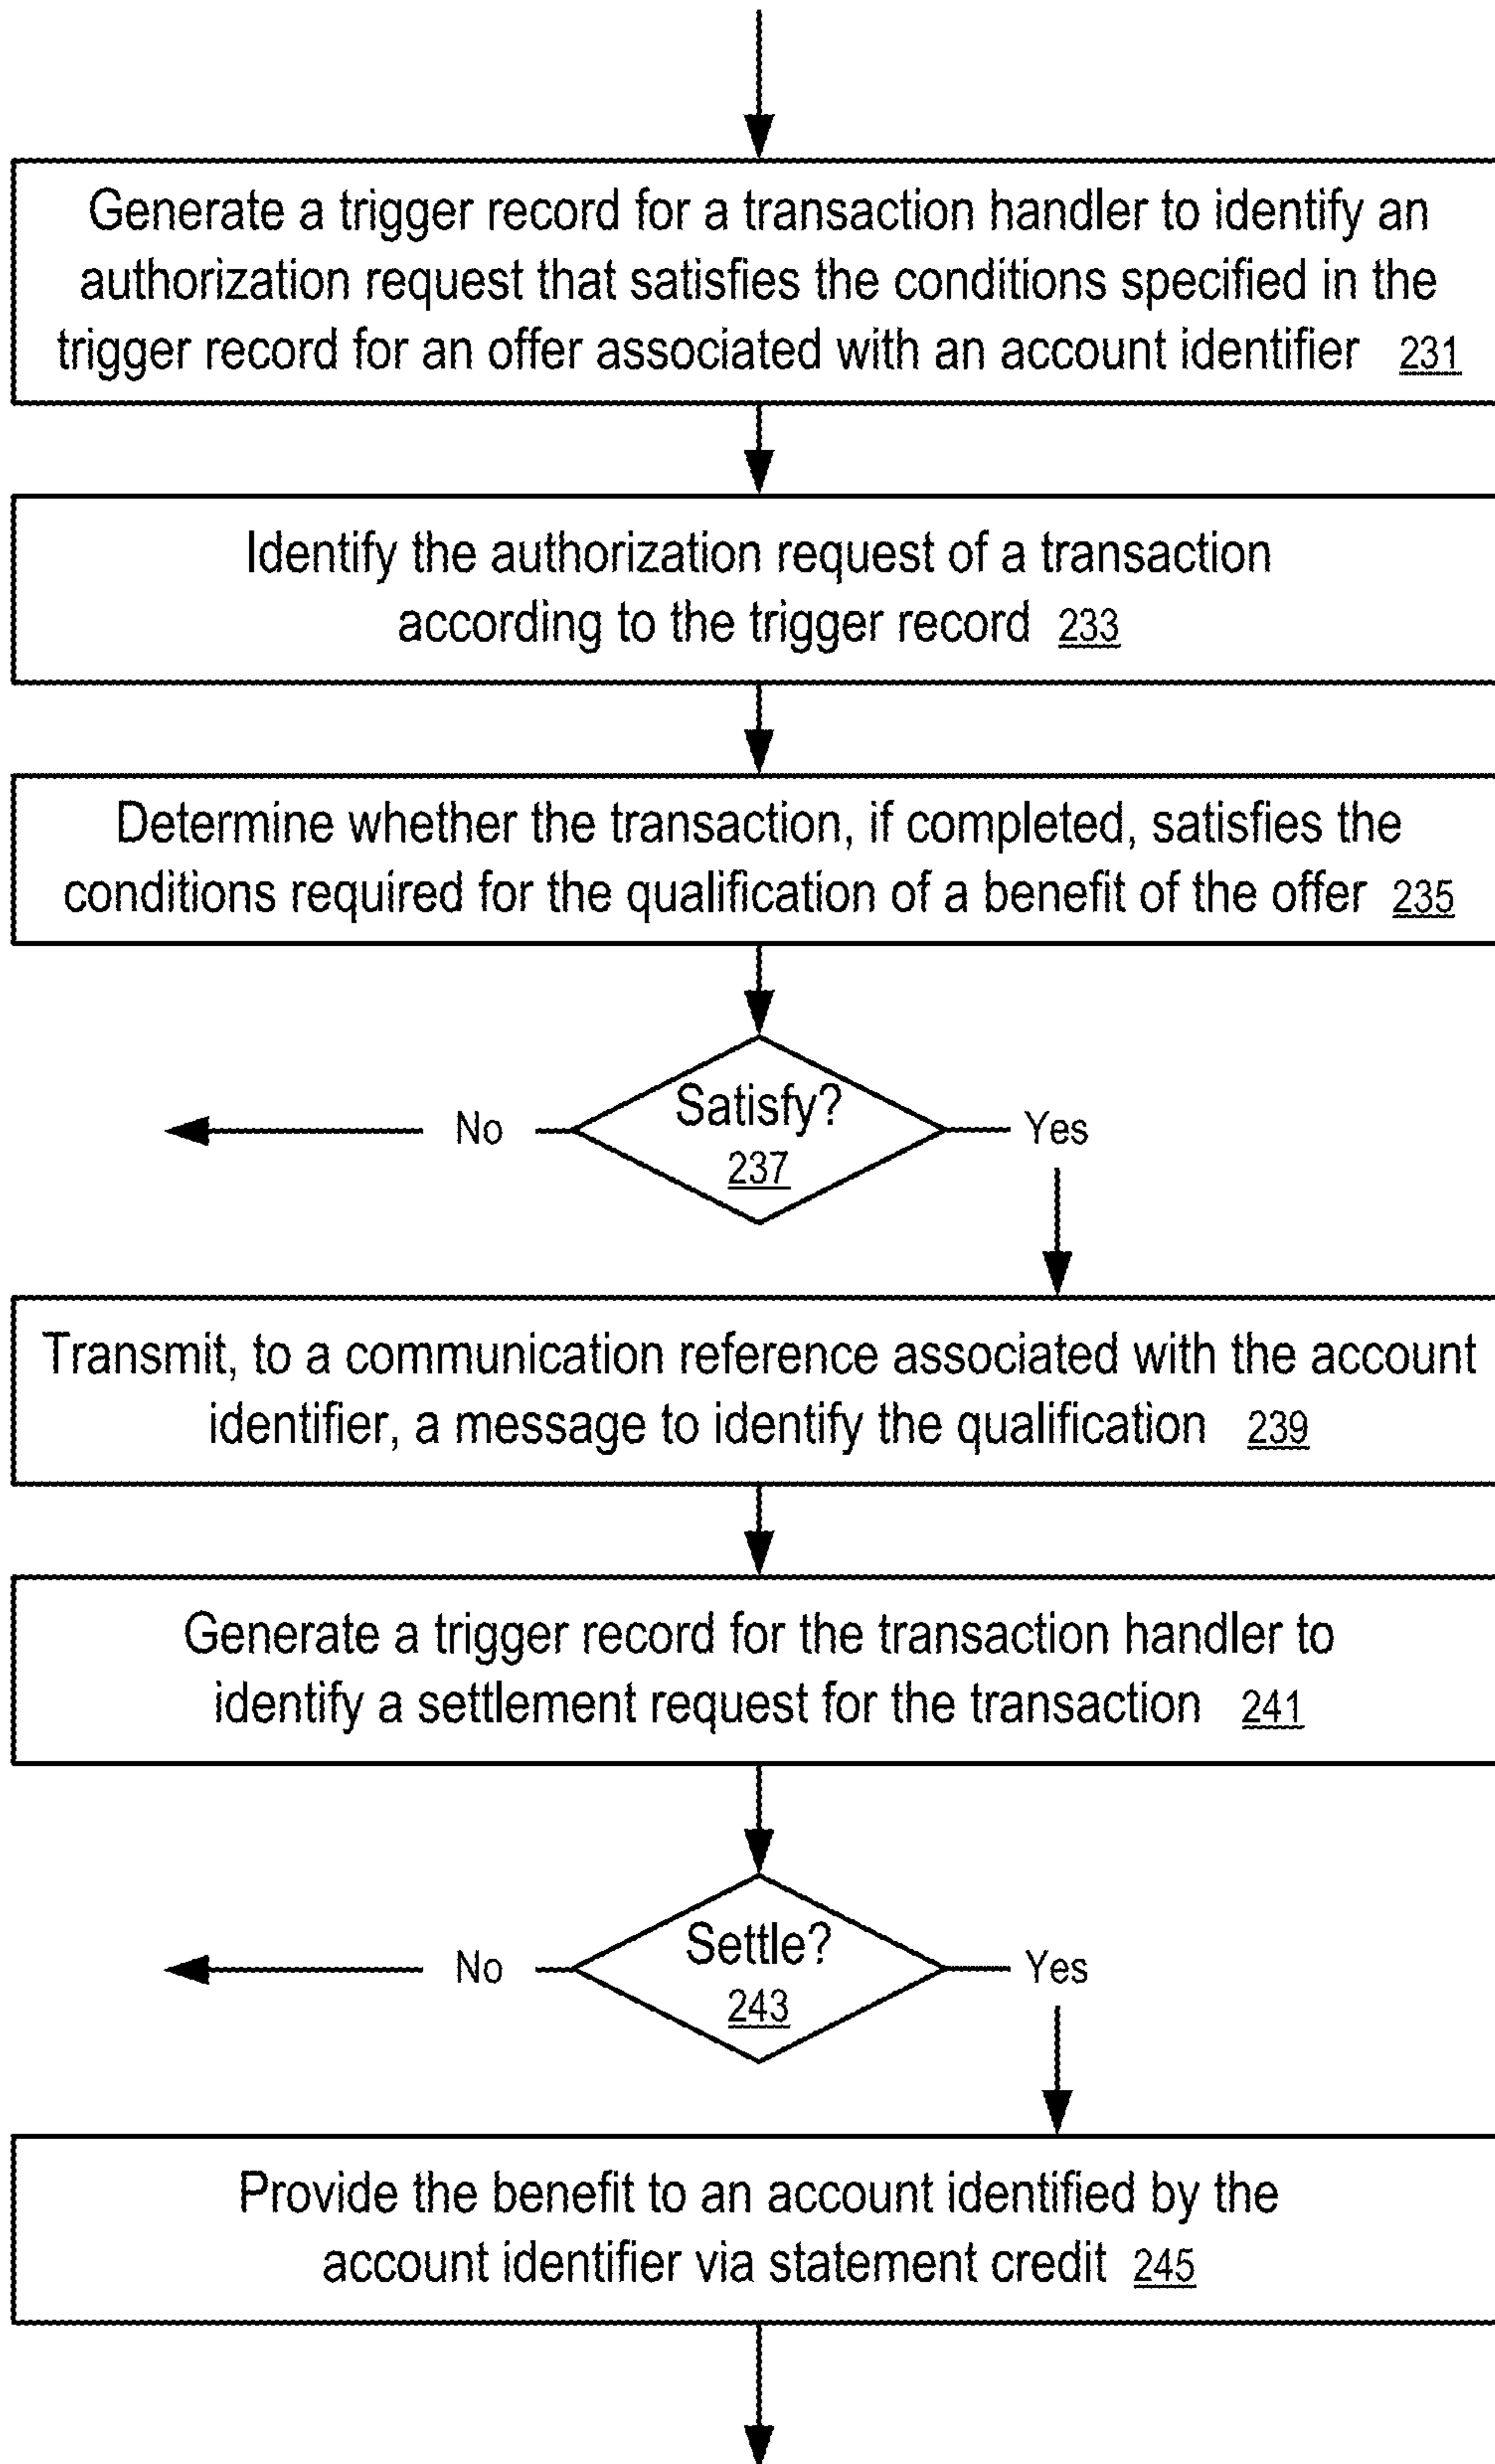 Generate a trigger record for a transaction handler to identify an
authorization request that satisfies the conditions specified in the
trigger record for an offer associated with an account identifier 231
Identify the authorization request of a transaction
according to the trigger record 233
Determine whether the transaction, if completed, satisfies the
conditions required for the qualification of a benefit of the offer 235
Satisfy?
No
Yes
237
Transmit, to a communication reference associated with the account
identifier, a message to identify the qualification 239
Generate a trigger record for the transaction handler to
identify a settlement request for the transaction 241
Settle?
No
Yes
243
Provide the benefit to an account identified by the
account identifier via statement credit 245